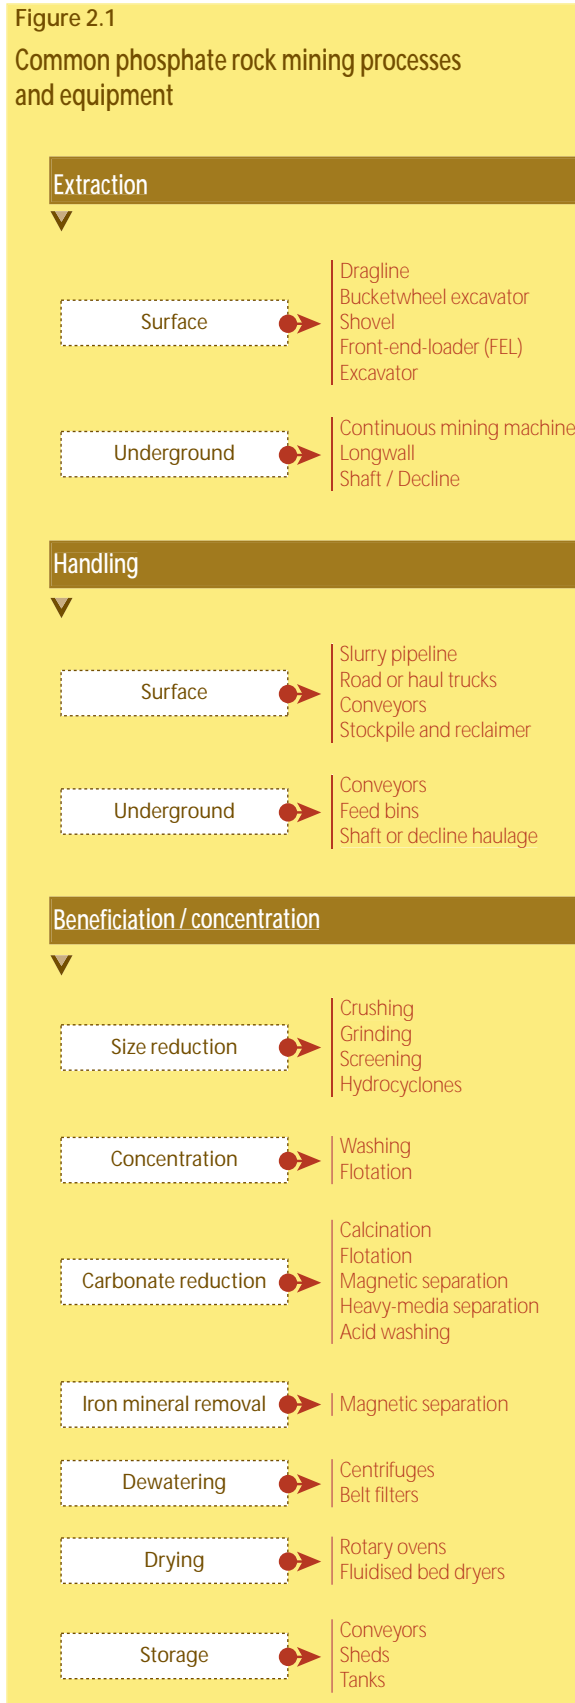 Figure 2.1
Common phosphate rock mining processes
and equipment
Extraction
Surface
Dragline
Bucketwheel excavator
Shovel
Front-end-loader (FEL)
Excavator
Underground
Continuous mining machine
Longwall
Shaft / Decline
Handling
Surface
Slurry pipeline
Road or haul trucks
Conveyors
Stockpile and reclaimer
Underground
Conveyors
Feed bins
Shaft or decline haulage
Beneficiation / concentration
Size reduction
Crushing
Grinding
Screening
Hydrocyclones
Concentration
Washing
Flotation
Carbonate reduction
Calcination
Flotation
Magnetic separation
Heavy-media separation
Acid washing
Iron mineral removal
Magnetic separation
Dewatering
Centrifuges
Belt filters
Drying
Rotary ovens
Fluidised bed dryers
Storage
Conveyors
Sheds
Tanks